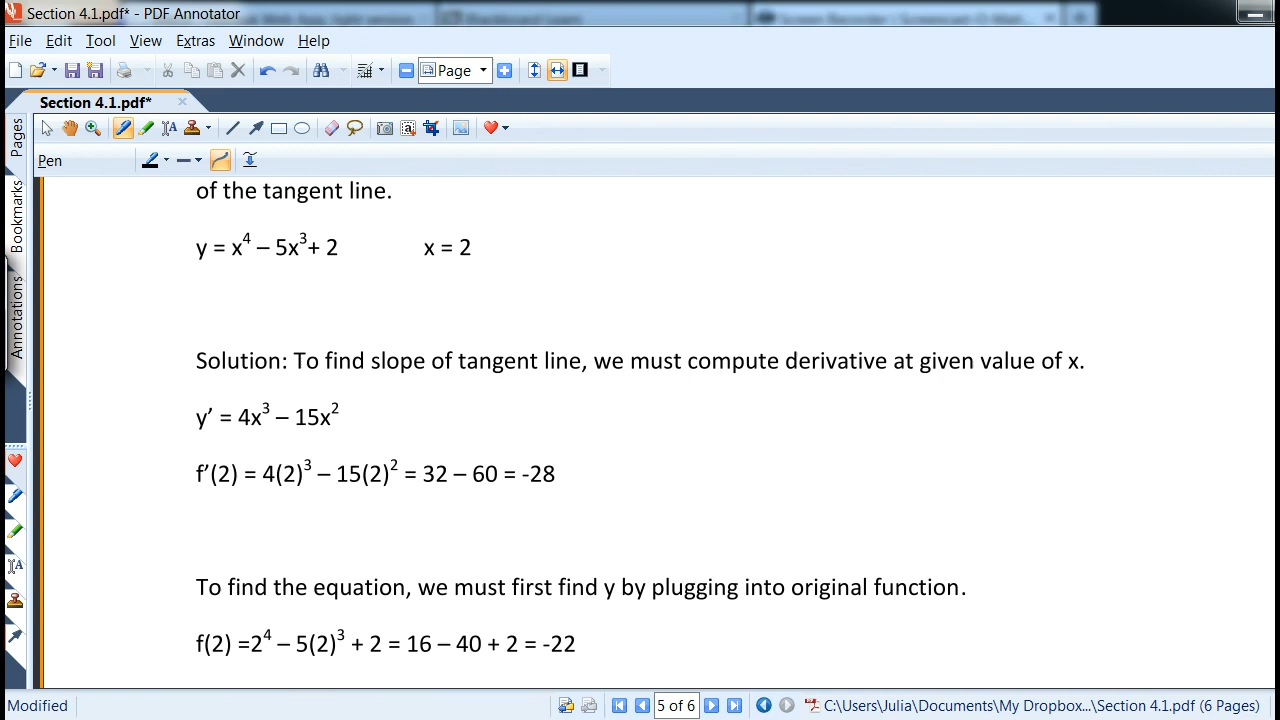 Section 4.1.pdf* - PDF Annotator
File Edit Tool View Extras Window Help
Page
Section 4.1.pdf*
Pages
Bookmarks
Annotations
Pen
of the tangent line.
y = x⁴ – 5x³+ 2 x = 2
Solution: To find slope of tangent line, we must compute derivative at given value of x.
y’ = 4x³ – 15x²
f’(2) = 4(2)³ – 15(2)² = 32 – 60 = -28
To find the equation, we must first find y by plugging into original function.
f(2) =2⁴ – 5(2)³ + 2 = 16 – 40 + 2 = -22
Modified 5 of 6 C:\Users\Julia\Documents\My Dropbox...\Section 4.1.pdf (6 Pages)